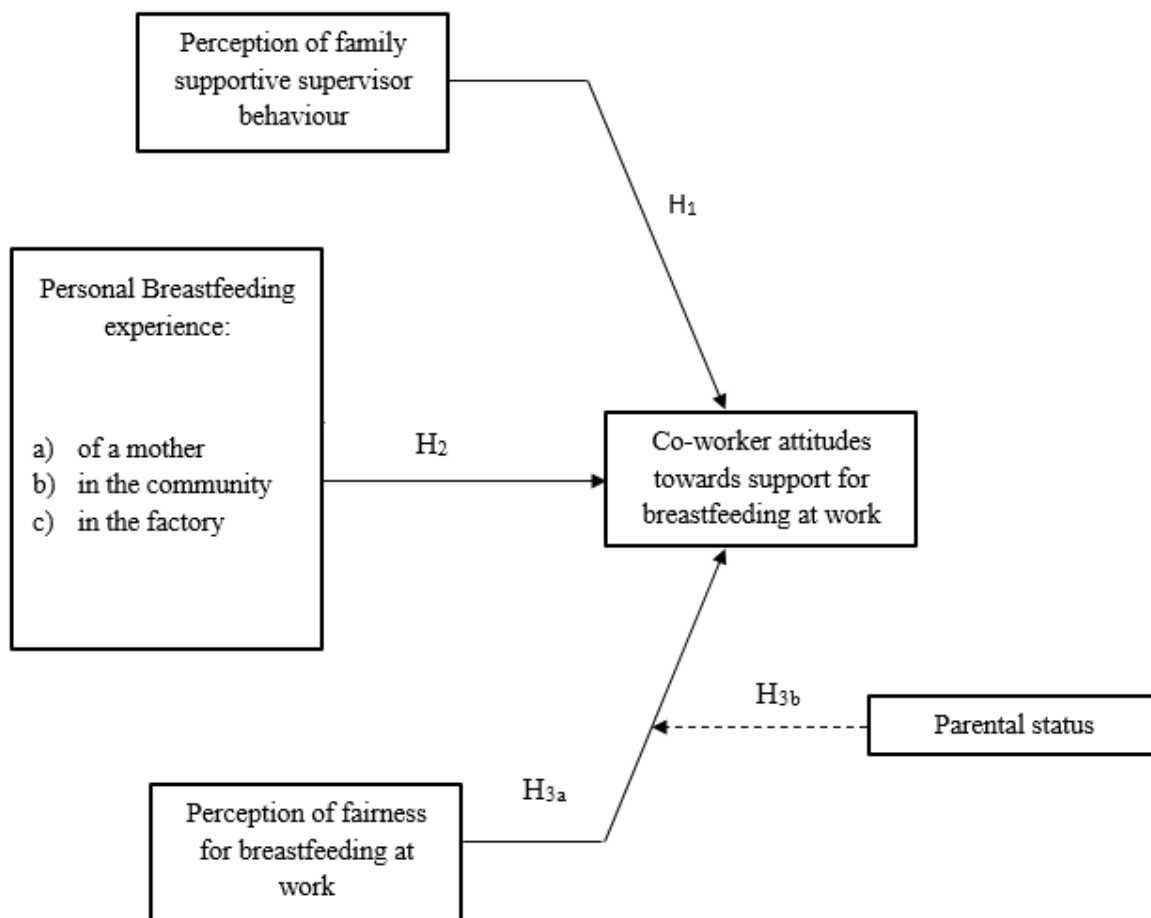 Perception of family
supportive supervisor
behaviour
H₁
Personal Breastfeeding
experience:
a) of a mother
b) in the community
c) in the factory
H₂
Co-worker attitudes
towards support for
breastfeeding at work
H₃b
Parental status
H₃a
Perception of fairness
for breastfeeding at
work